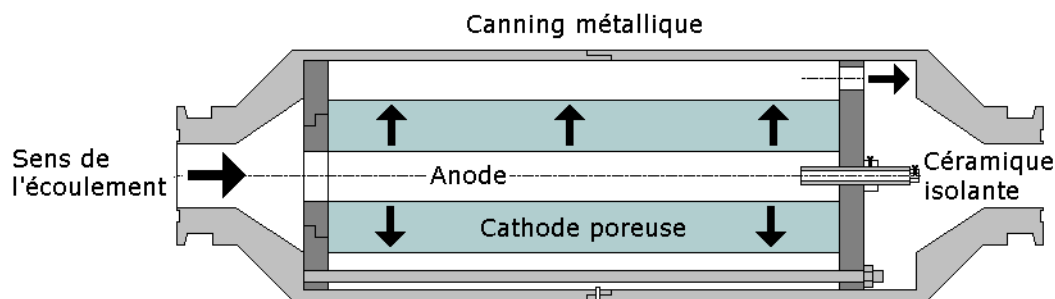 Canning métallique
Sens de
l'écoulement
Anode
Céramique
isolante
Cathode poreuse